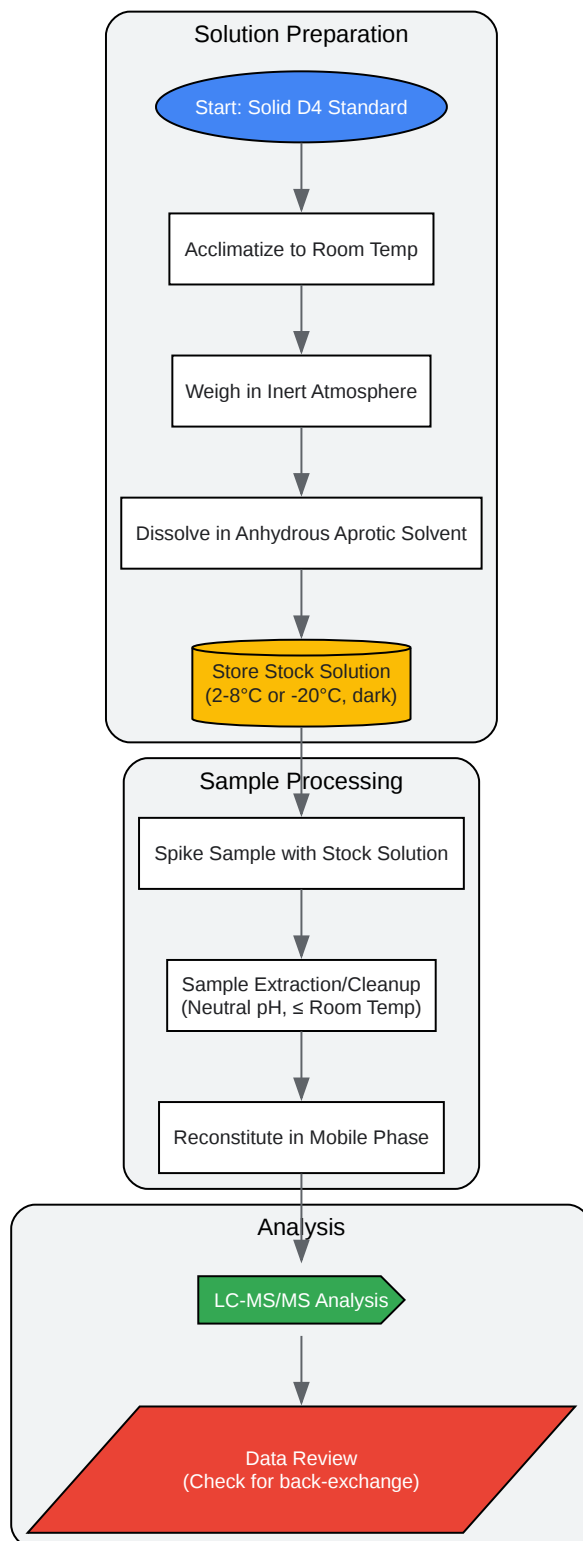 Solution Preparation
Start: Solid D4 Standard
Acclimatize to Room Temp
Weigh in Inert Atmosphere
Dissolve in Anhydrous Aprotic Solvent
Store Stock Solution
(2-8°C or -20°C, dark)
Sample Processing
Spike Sample with Stock Solution
Sample Extraction/Cleanup
(Neutral pH, ≤ Room Temp)
Reconstitute in Mobile Phase
Analysis
LC-MS/MS Analysis
Data Review
(Check for back-exchange)